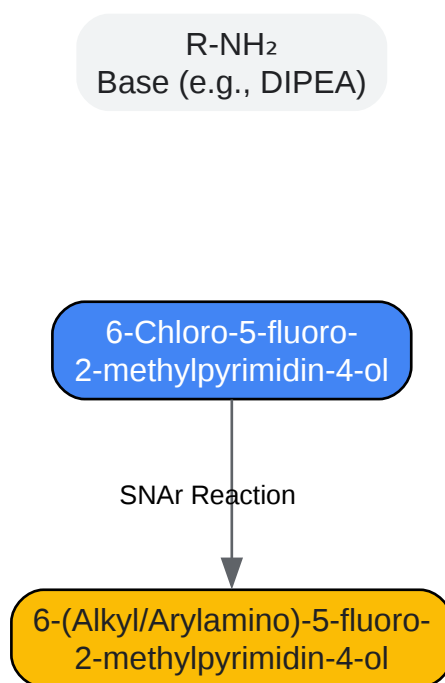 R-NH₂
Base (e.g., DIPEA)
6-Chloro-5-fluoro-
2-methylpyrimidin-4-ol
SNAr Reaction
6-(Alkyl/Arylamino)-5-fluoro-
2-methylpyrimidin-4-ol